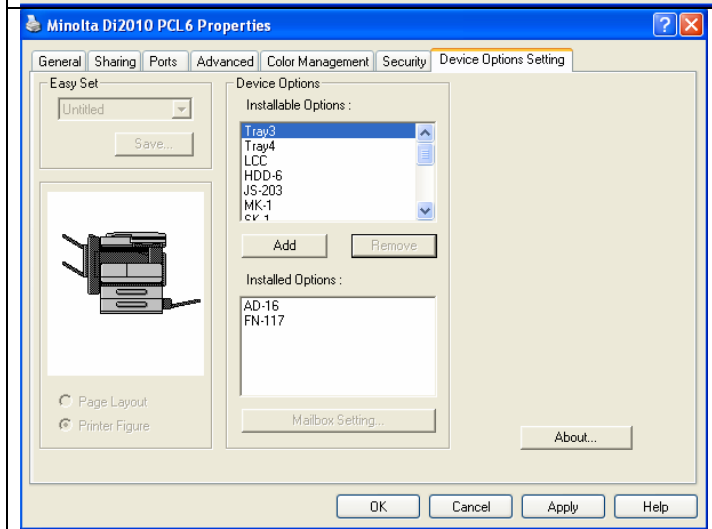 Minolta Di2010 PCL6 Properties
General Sharing Ports Advanced Color Management Security Device Options Setting
Easy Set
Untitled
Save...
Page Layout
Printer Figure
Device Options
Installable Options :
Tray3
Tray4
LCC
HDD-6
JS-203
MK-1
SK-1
Add Remove
Installed Options :
AD-16
FN-117
Mailbox Setting...
About...
OK Cancel Apply Help